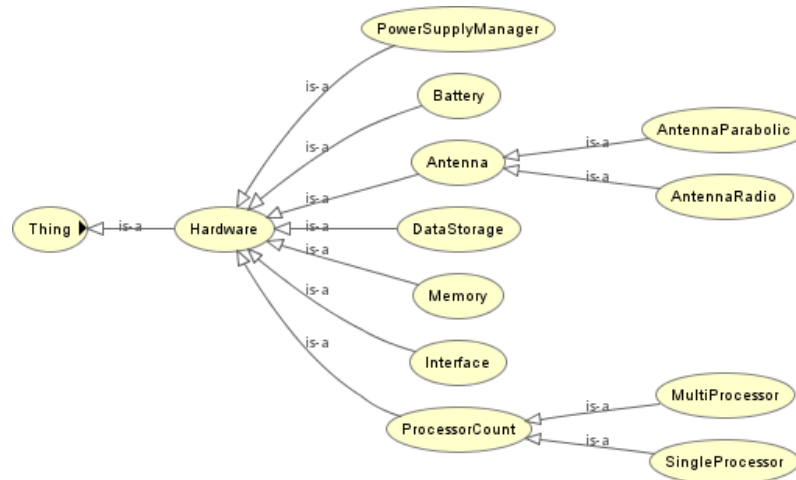 PowerSupplyManager
is-a
Battery
is-a
Antenna
is-a
AntennaParabolic
is-a
AntennaRadio
is-a
Thing
is-a
Hardware
is-a
DataStorage
is-a
Memory
is-a
Interface
is-a
ProcessorCount
is-a
MultiProcessor
is-a
SingleProcessor
is-a